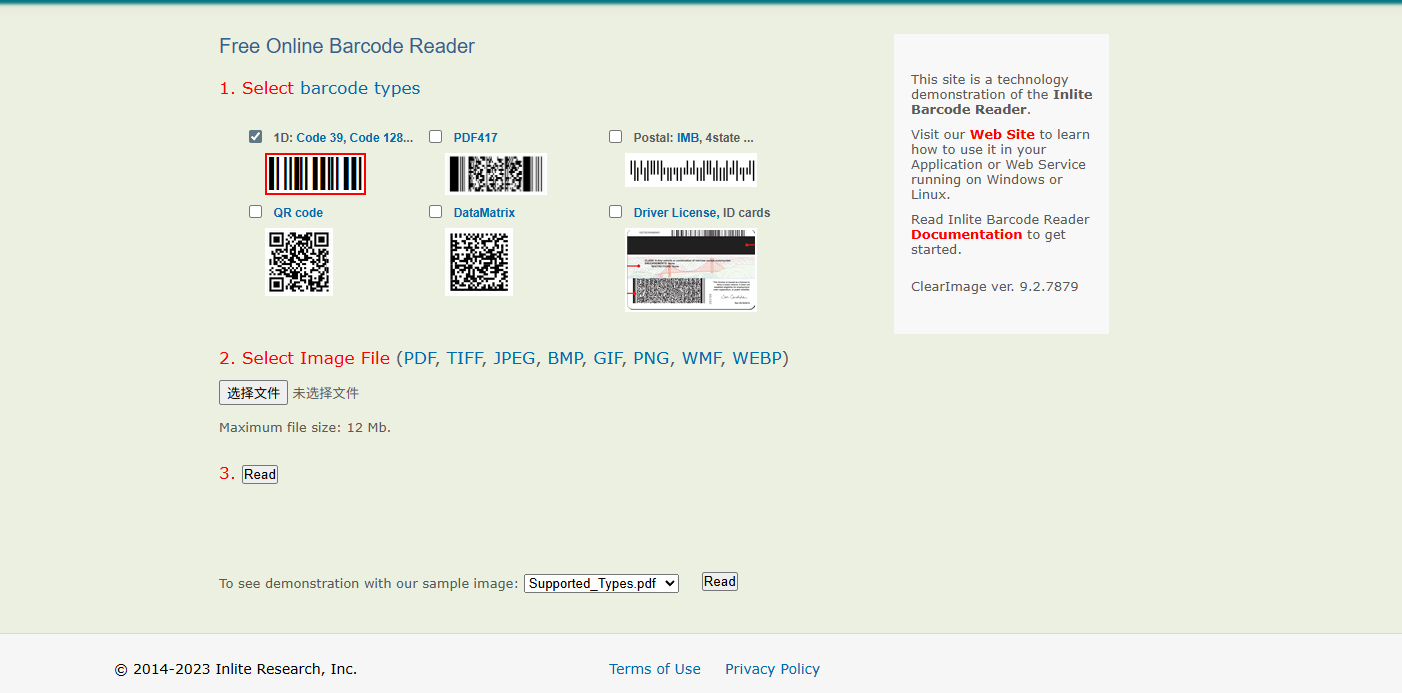 Free Online Barcode Reader
1. Select barcode types
1D: Code 39, Code 128...
PDF417
Postal: IMB, 4state ...
QR code
DataMatrix
Driver License, ID cards
2. Select Image File (PDF, TIFF, JPEG, BMP, GIF, PNG, WMF, WEBP)
选择文件 未选择文件
Maximum file size: 12 Mb.
3. Read
To see demonstration with our sample image: Supported_Types.pdf Read
This site is a technology
demonstration of the Inlite
Barcode Reader.
Visit our Web Site to learn
how to use it in your
Application or Web Service
running on Windows or
Linux.
Read Inlite Barcode Reader
Documentation to get
started.
ClearImage ver. 9.2.7879
© 2014-2023 Inlite Research, Inc.
Terms of Use
Privacy Policy